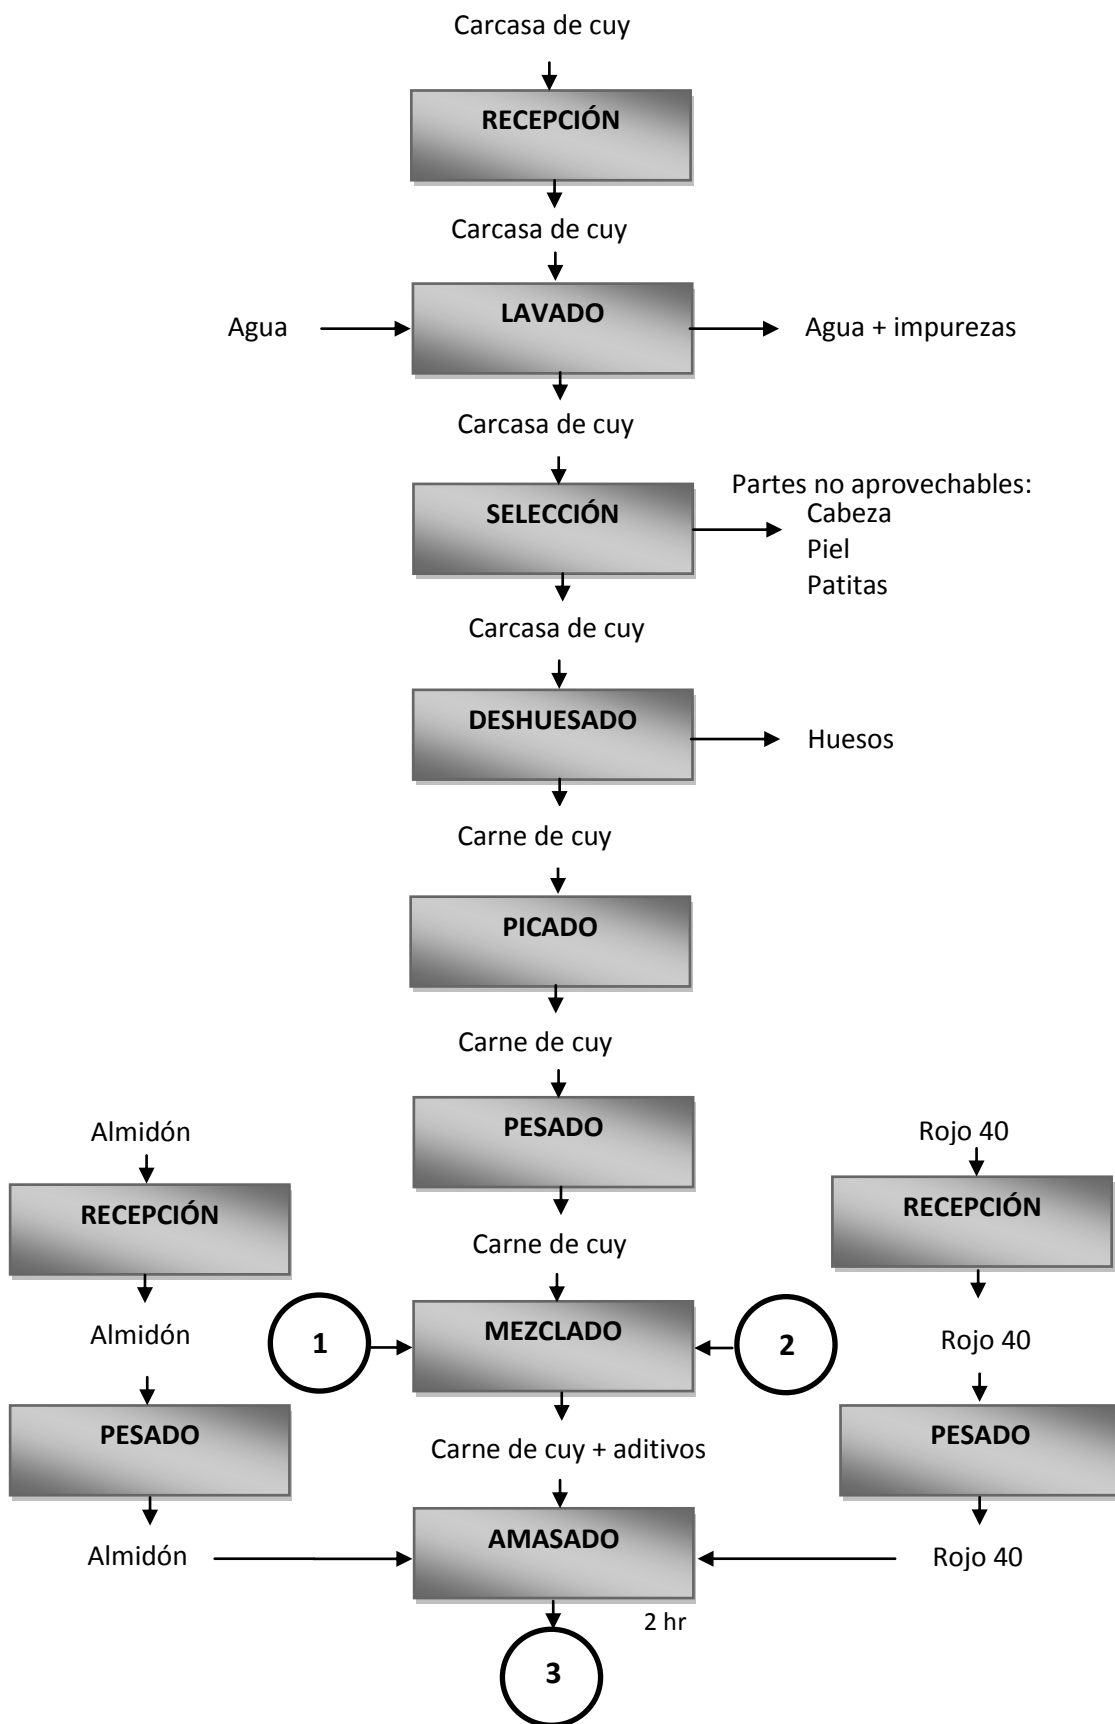 Carcasa de cuy
RECEPCIÓN
Carcasa de cuy
Agua
LAVADO
Agua + impurezas
Carcasa de cuy
Partes no aprovechables:
SELECCIÓN
Cabeza
Piel
Patitas
Carcasa de cuy
DESHUESADO
Huesos
Carne de cuy
PICADO
Carne de cuy
PESADO
Almidón
Rojo 40
RECEPCIÓN
RECEPCIÓN
Carne de cuy
Almidón
1
MEZCLADO
2
Rojo 40
PESADO
Carne de cuy + aditivos
PESADO
Almidón
AMASADO
Rojo 40
2 hr
3